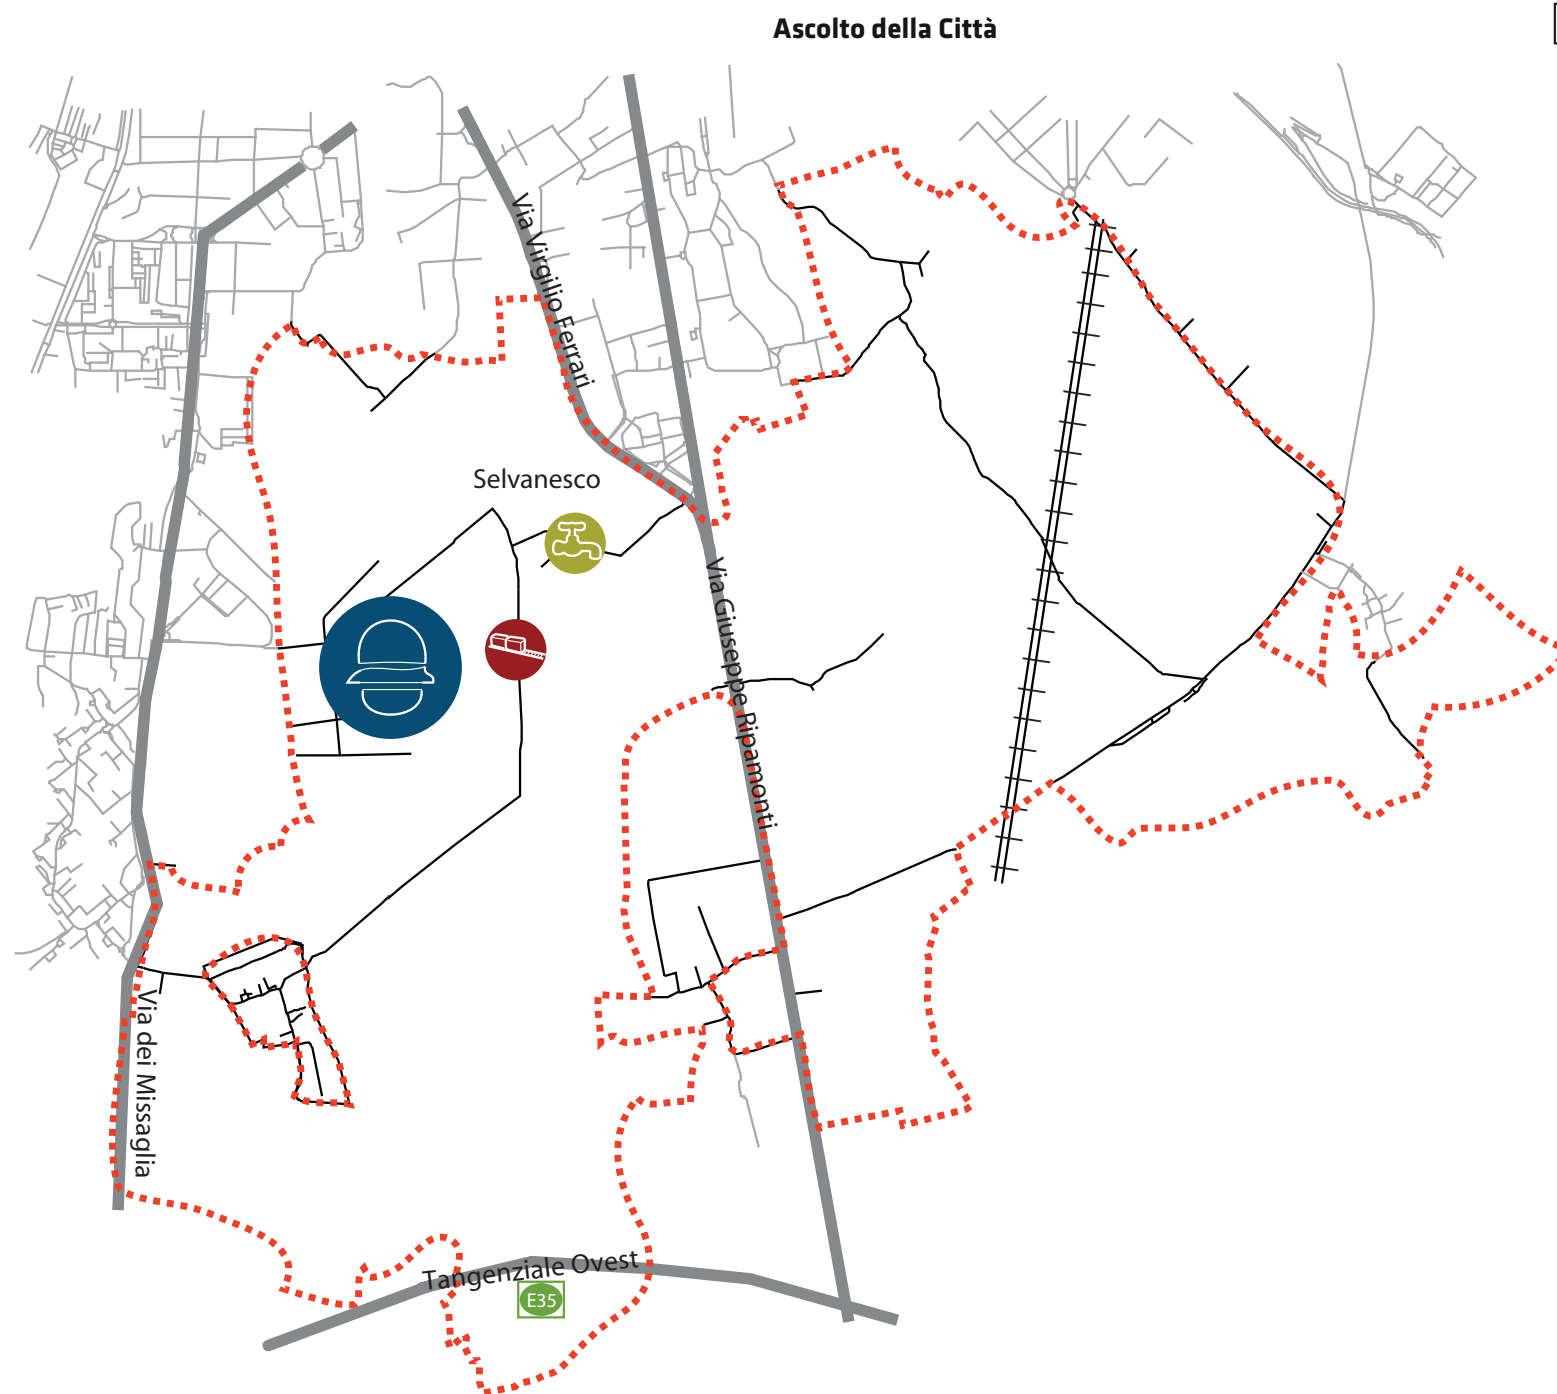 Ascolto della Città
Via Virgilio Ferrari
Selvanesco
Via Giuseppe Ripamonti
Via dei Missaglia
Tangenziale Ovest
E35